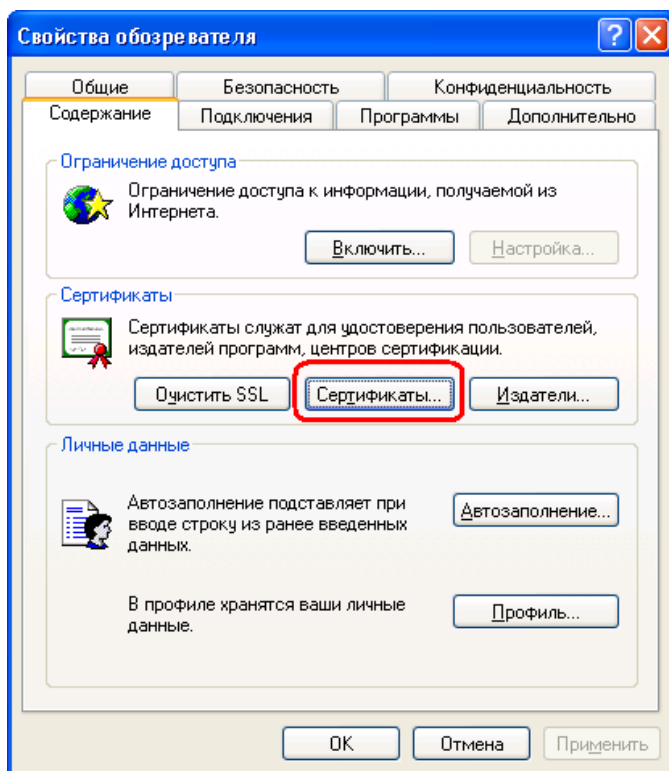 Свойства обозревателя
Общие Безопасность Конфиденциальность
Содержание Подключения Программы Дополнительно
Ограничение доступа
Ограничение доступа к информации, получаемой из
Интернета.
Включить... Настройка...
Сертификаты
Сертификаты служат для удостоверения пользователей,
издателей программ, центров сертификации.
Очистить SSL Сертификаты... Издатели...
Личные данные
Автозаполнение подставляет при
вводе строку из ранее введенных
данных.
Автозаполнение...
В профиле хранятся ваши личные
данные.
Профиль...
OK Отмена Применить